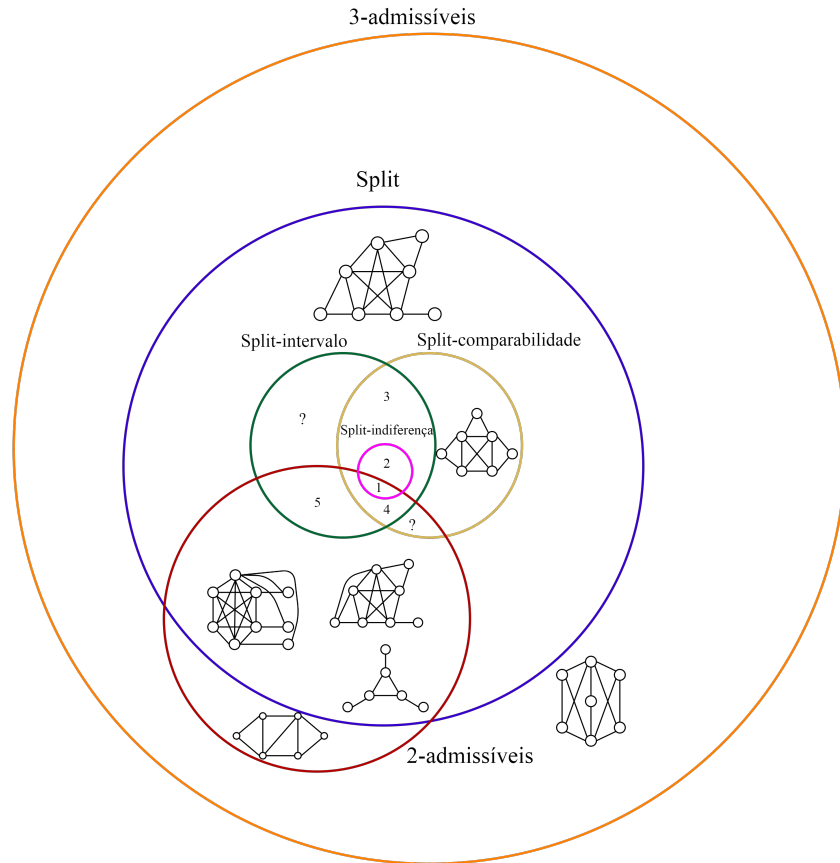 3-admissíveis
Split
Split-intervalo
Split-comparabilidade
3
?
Split-indiferença
2
1
5
4
?
2-admissíveis